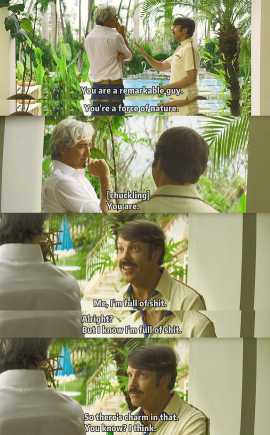 You are a remarkable guy.
You're a force of nature.
[chuckling]
You are.
Me, I'm full of shit.
Alright?
But I know I'm full of shit.
So there's charm in that.
You know? I think.